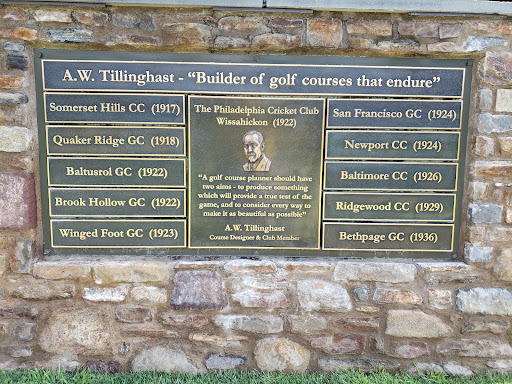 A.W. Tillinghast - “Builder of golf courses that endure”
Somerset Hills CC (1917)
Quaker Ridge GC (1918)
Baltusrol GC (1922)
Brook Hollow GC (1922)
Winged Foot GC (1923)
The Philadelphia Cricket Club
Wissahickon (1922)
“A golf course planner should have
two aims - to produce something
which will provide a true test of the
game, and to consider every way to
make it as beautiful as possible”
A.W. Tillinghast
Course Designer & Club Member
San Francisco GC (1924)
Newport CC (1924)
Baltimore CC (1926)
Ridgewood CC (1929)
Bethpage GC (1936)